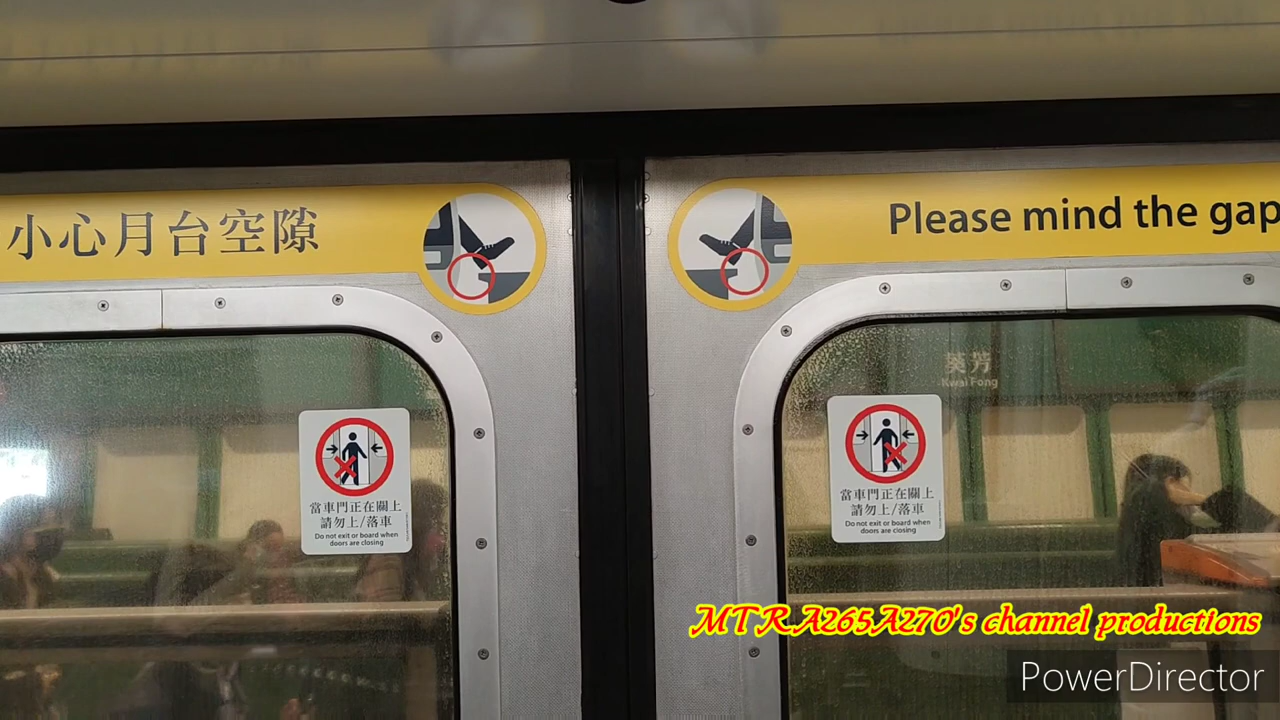 小心月台空隙
Please mind the gap
葵芳
Kwai Fong
當車門正在關上
請勿上/落車
Do not exit or board when
doors are closing
當車門正在關上
請勿上/落車
Do not exit or board when
doors are closing
MTR A265A270's channel productions
PowerDirector